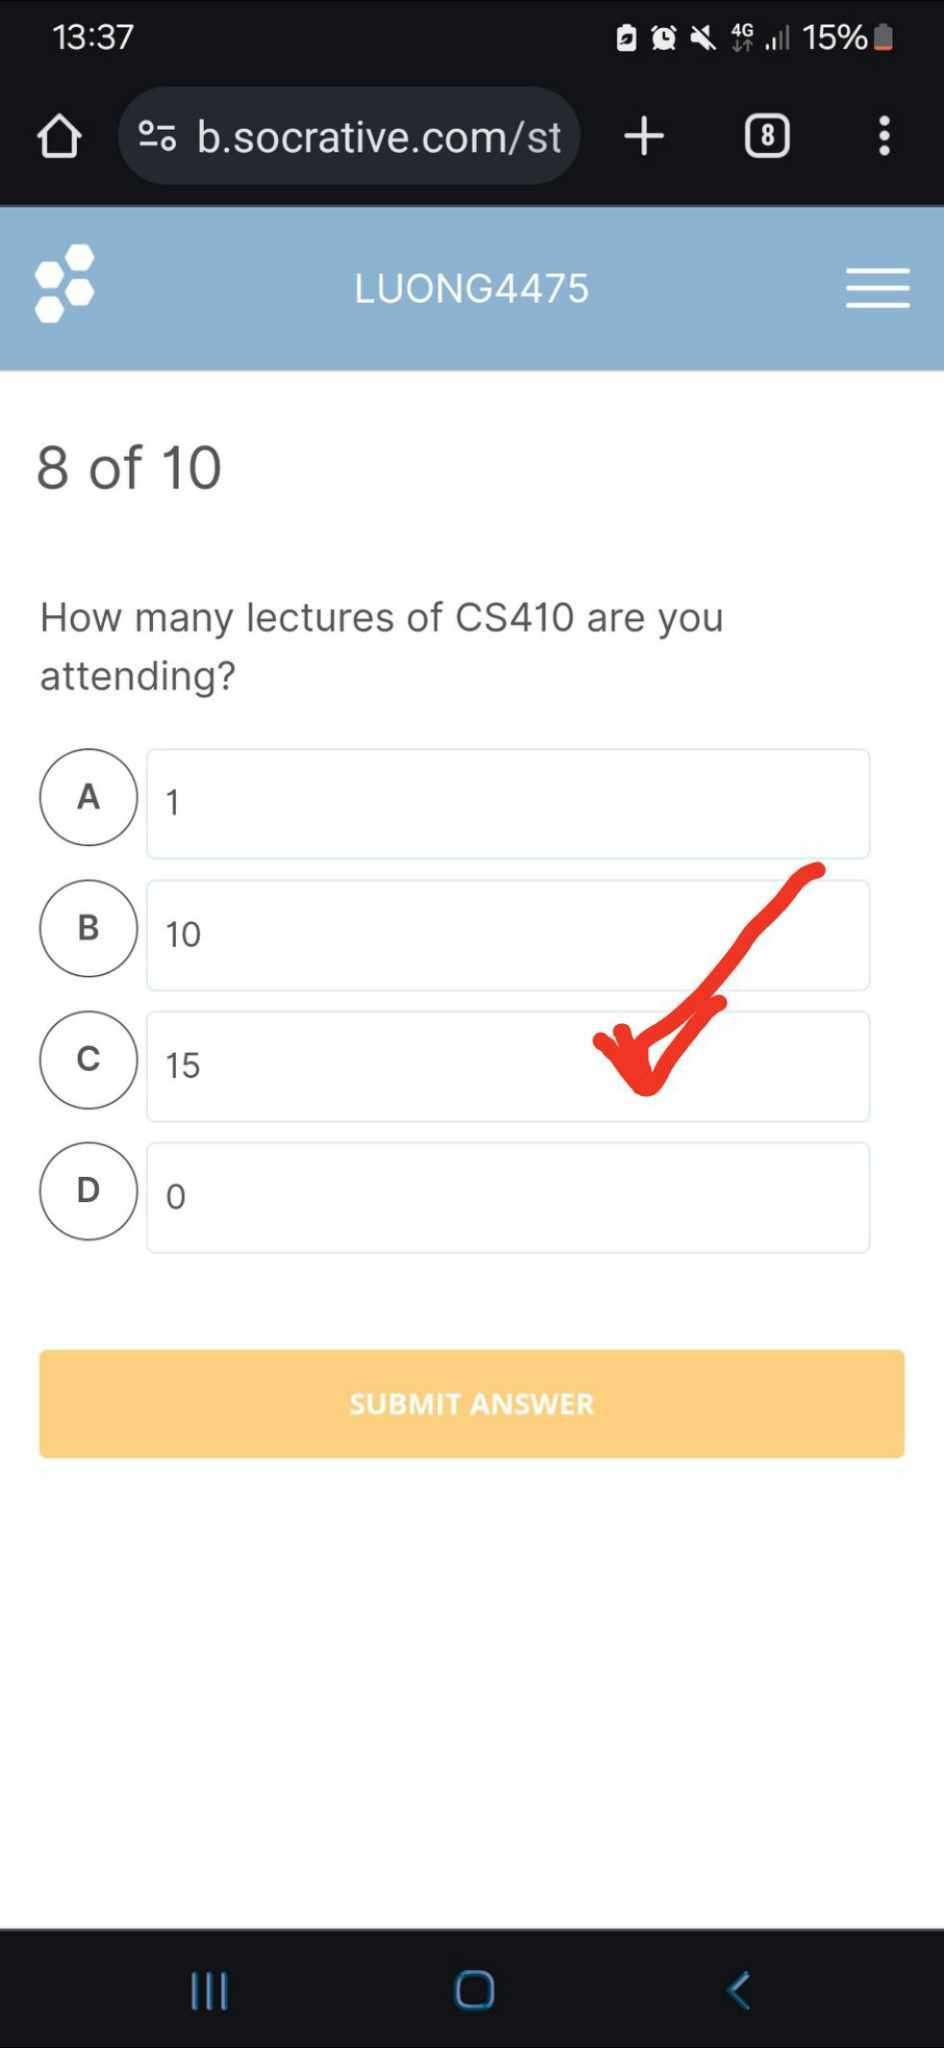 13:37
4G
15%
b.socrative.com/st
8
LUONG4475
8 of 10
How many lectures of CS410 are you
attending?
A 1
B 10
C 15
D 0
SUBMIT ANSWER